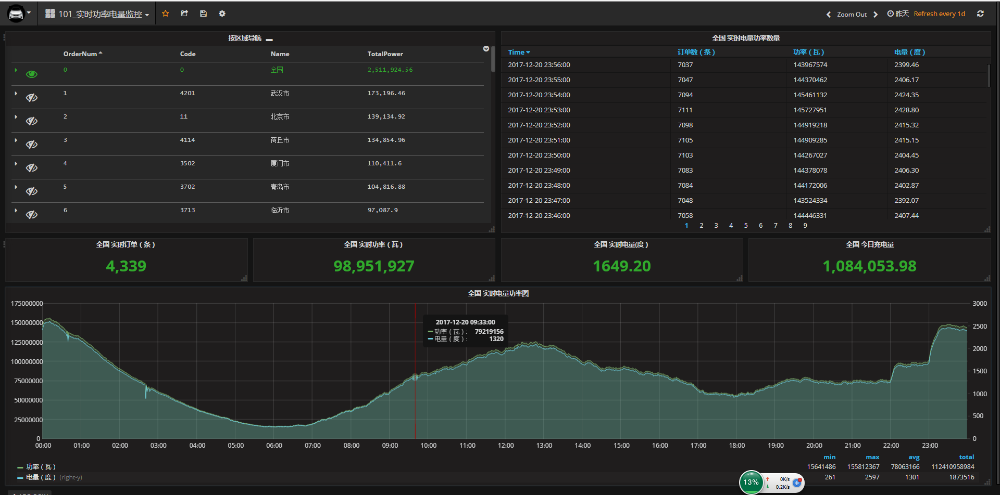 101_实时功率电量监控
Zoom Out
昨天
Refresh every 1d
按区域导航
OrderNum Code Name TotalPower
0 0 全国 2,511,924.56
1 4201 武汉市 173,196.46
2 11 北京市 139,134.92
3 4114 商丘市 134,854.96
4 3502 厦门市 110,411.6
5 3702 青岛市 104,816.88
6 3713 临沂市 97,087.9
全国 实时电量功率数量
Time 订单数 ( 条 ) 功率 ( 瓦 ) 电量 ( 度 )
2017-12-20 23:56:00 7037 143967574 2399.46
2017-12-20 23:55:00 7047 144370462 2406.17
2017-12-20 23:54:00 7094 145461132 2424.35
2017-12-20 23:53:00 7111 145727951 2428.80
2017-12-20 23:52:00 7098 144919218 2415.32
2017-12-20 23:51:00 7105 144909285 2415.15
2017-12-20 23:50:00 7103 144267027 2404.45
2017-12-20 23:49:00 7083 144378078 2406.30
2017-12-20 23:48:00 7084 144172006 2402.87
2017-12-20 23:47:00 7048 143524334 2392.07
2017-12-20 23:46:00 7058 144446331 2407.44
1 2 3 4 5 6 7 8 9
全国 实时订单 ( 条 )
4,339
全国 实时功率 ( 瓦 )
98,951,927
全国 实时电量(度 )
1649.20
全国 今日充电量
1,084,053.98
全国 实时电量功率图
175000000 3000
150000000 2500
125000000 2000
100000000 1500
75000000 1000
50000000 500
25000000
0 0
2017-12-20 09:33:00
功率 ( 瓦 ) : 79219156
电量 ( 度 ) : 1320
00:00 01:00 02:00 03:00 04:00 05:00 06:00 07:00 08:00 09:00 10:00 11:00 12:00 13:00 14:00 15:00 16:00 17:00 18:00 19:00 20:00 21:00 22:00 23:00
min max avg total
功率 ( 瓦 ) 15641486 155812367 78063166 112410958984
电量 ( 度 ) (right-y) 261 2597 1301 1873516
13%
0K/s
0.2K/s